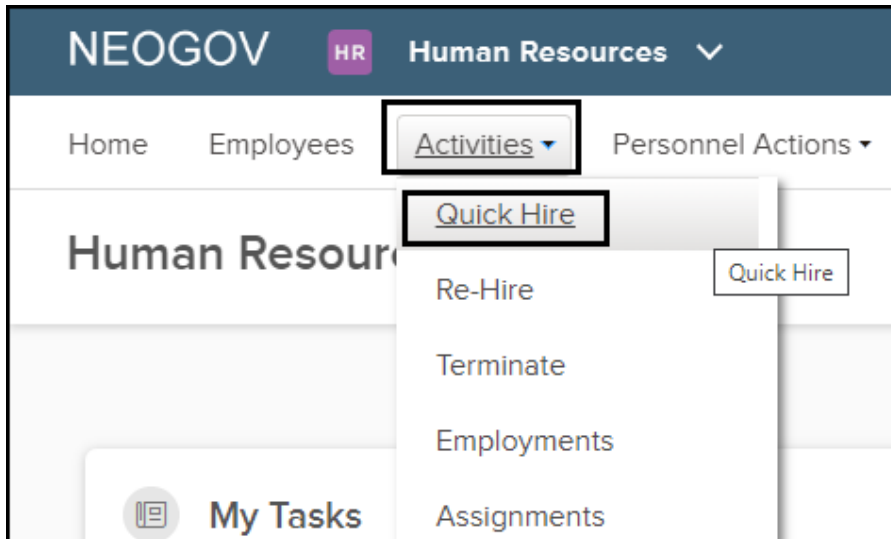 NEOGOV HR Human Resources
Home Employees Activities Personnel Actions
Quick Hire
Human Resour
Quick Hire
Re-Hire
Terminate
Employments
My Tasks Assignments